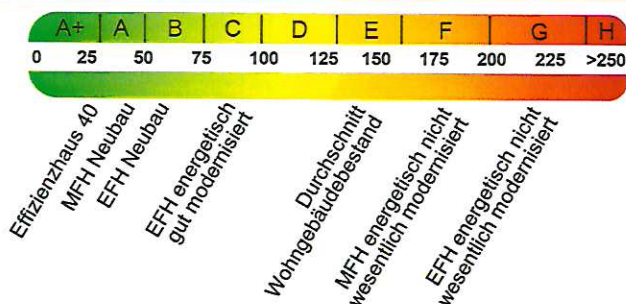 A+ A B C D E F G H
0 25 50 75 100 125 150 175 200 225 >250
Effizienzhaus 40
MFH Neubau
EFH Neubau
EFH energetisch
gut modernisiert
Durchschnitt
Wohngebäudebestand
MFH energetisch nicht
wesentlich modernisiert
EFH energetisch nicht
wesentlich modernisiert